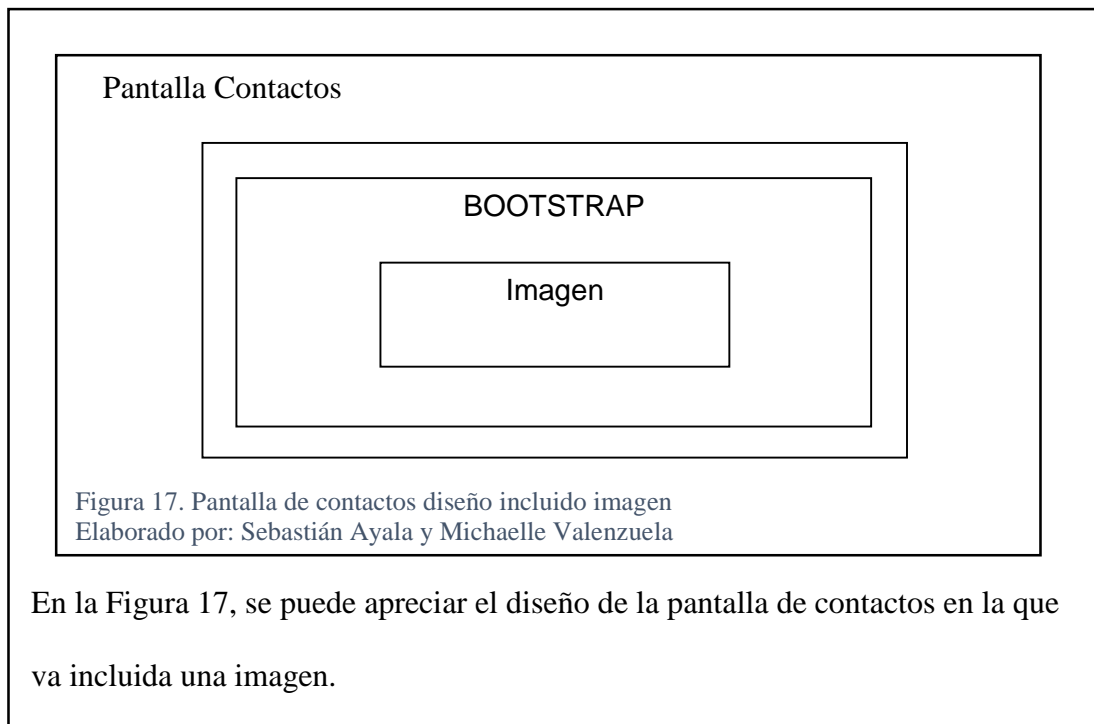 Pantalla Contactos
BOOTSTRAP
Imagen
Figura 17. Pantalla de contactos diseño incluido imagen
Elaborado por: Sebastián Ayala y Michaelle Valenzuela
En la Figura 17, se puede apreciar el diseño de la pantalla de contactos en la que
va incluida una imagen.